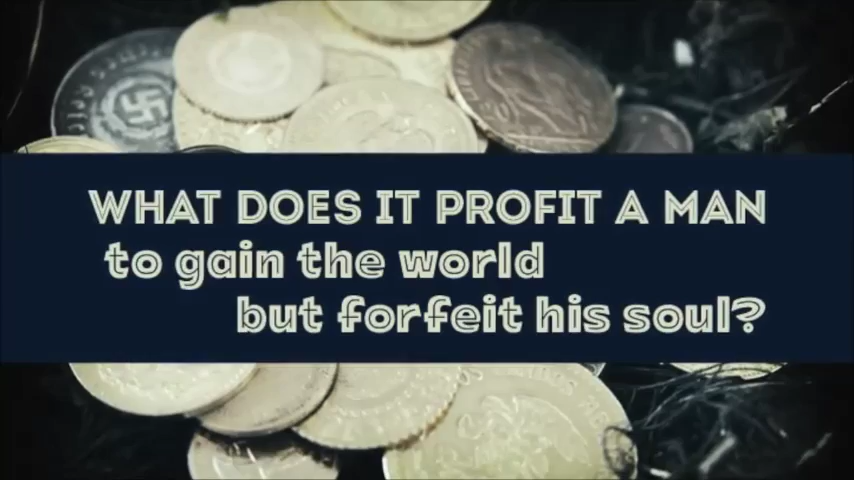 WHAT DOES IT PROFIT A MAN
to gain the world
but forfeit his soul?